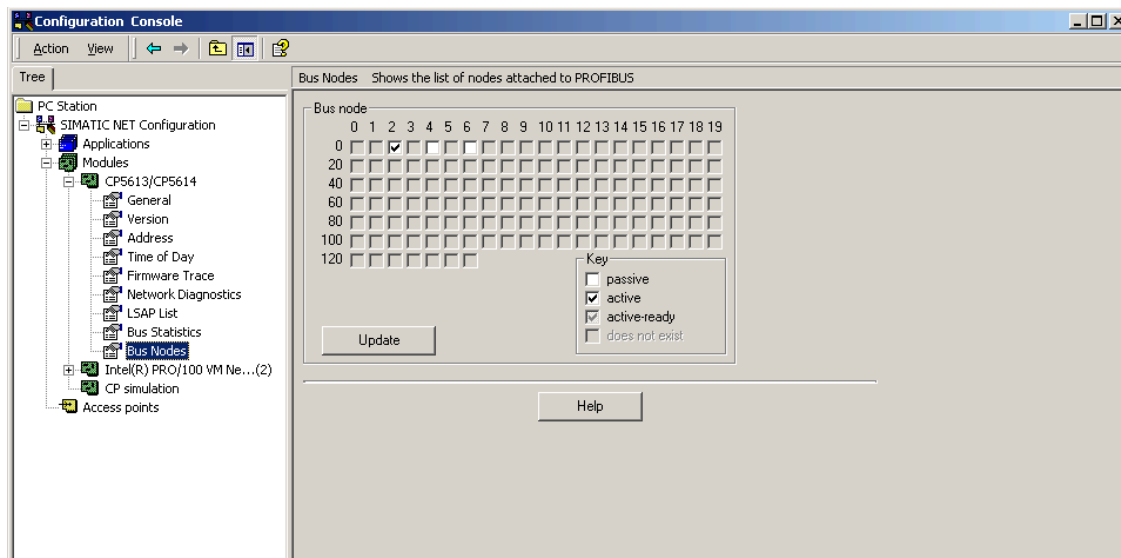 Configuration Console
Action View
Tree
Bus Nodes Shows the list of nodes attached to PROFIBUS
PC Station
SIMATIC NET Configuration
Applications
Modules
CP5613/CP5614
General
Version
Address
Time of Day
Firmware Trace
Network Diagnostics
LSAP List
Bus Statistics
Bus Nodes
Intel(R) PRO/100 VM Ne...(2)
CP simulation
Access points
Bus node
0 1 2 3 4 5 6 7 8 9 10 11 12 13 14 15 16 17 18 19
0
20
40
60
80
100
120
Key
passive
active
active-ready
does not exist
Update
Help